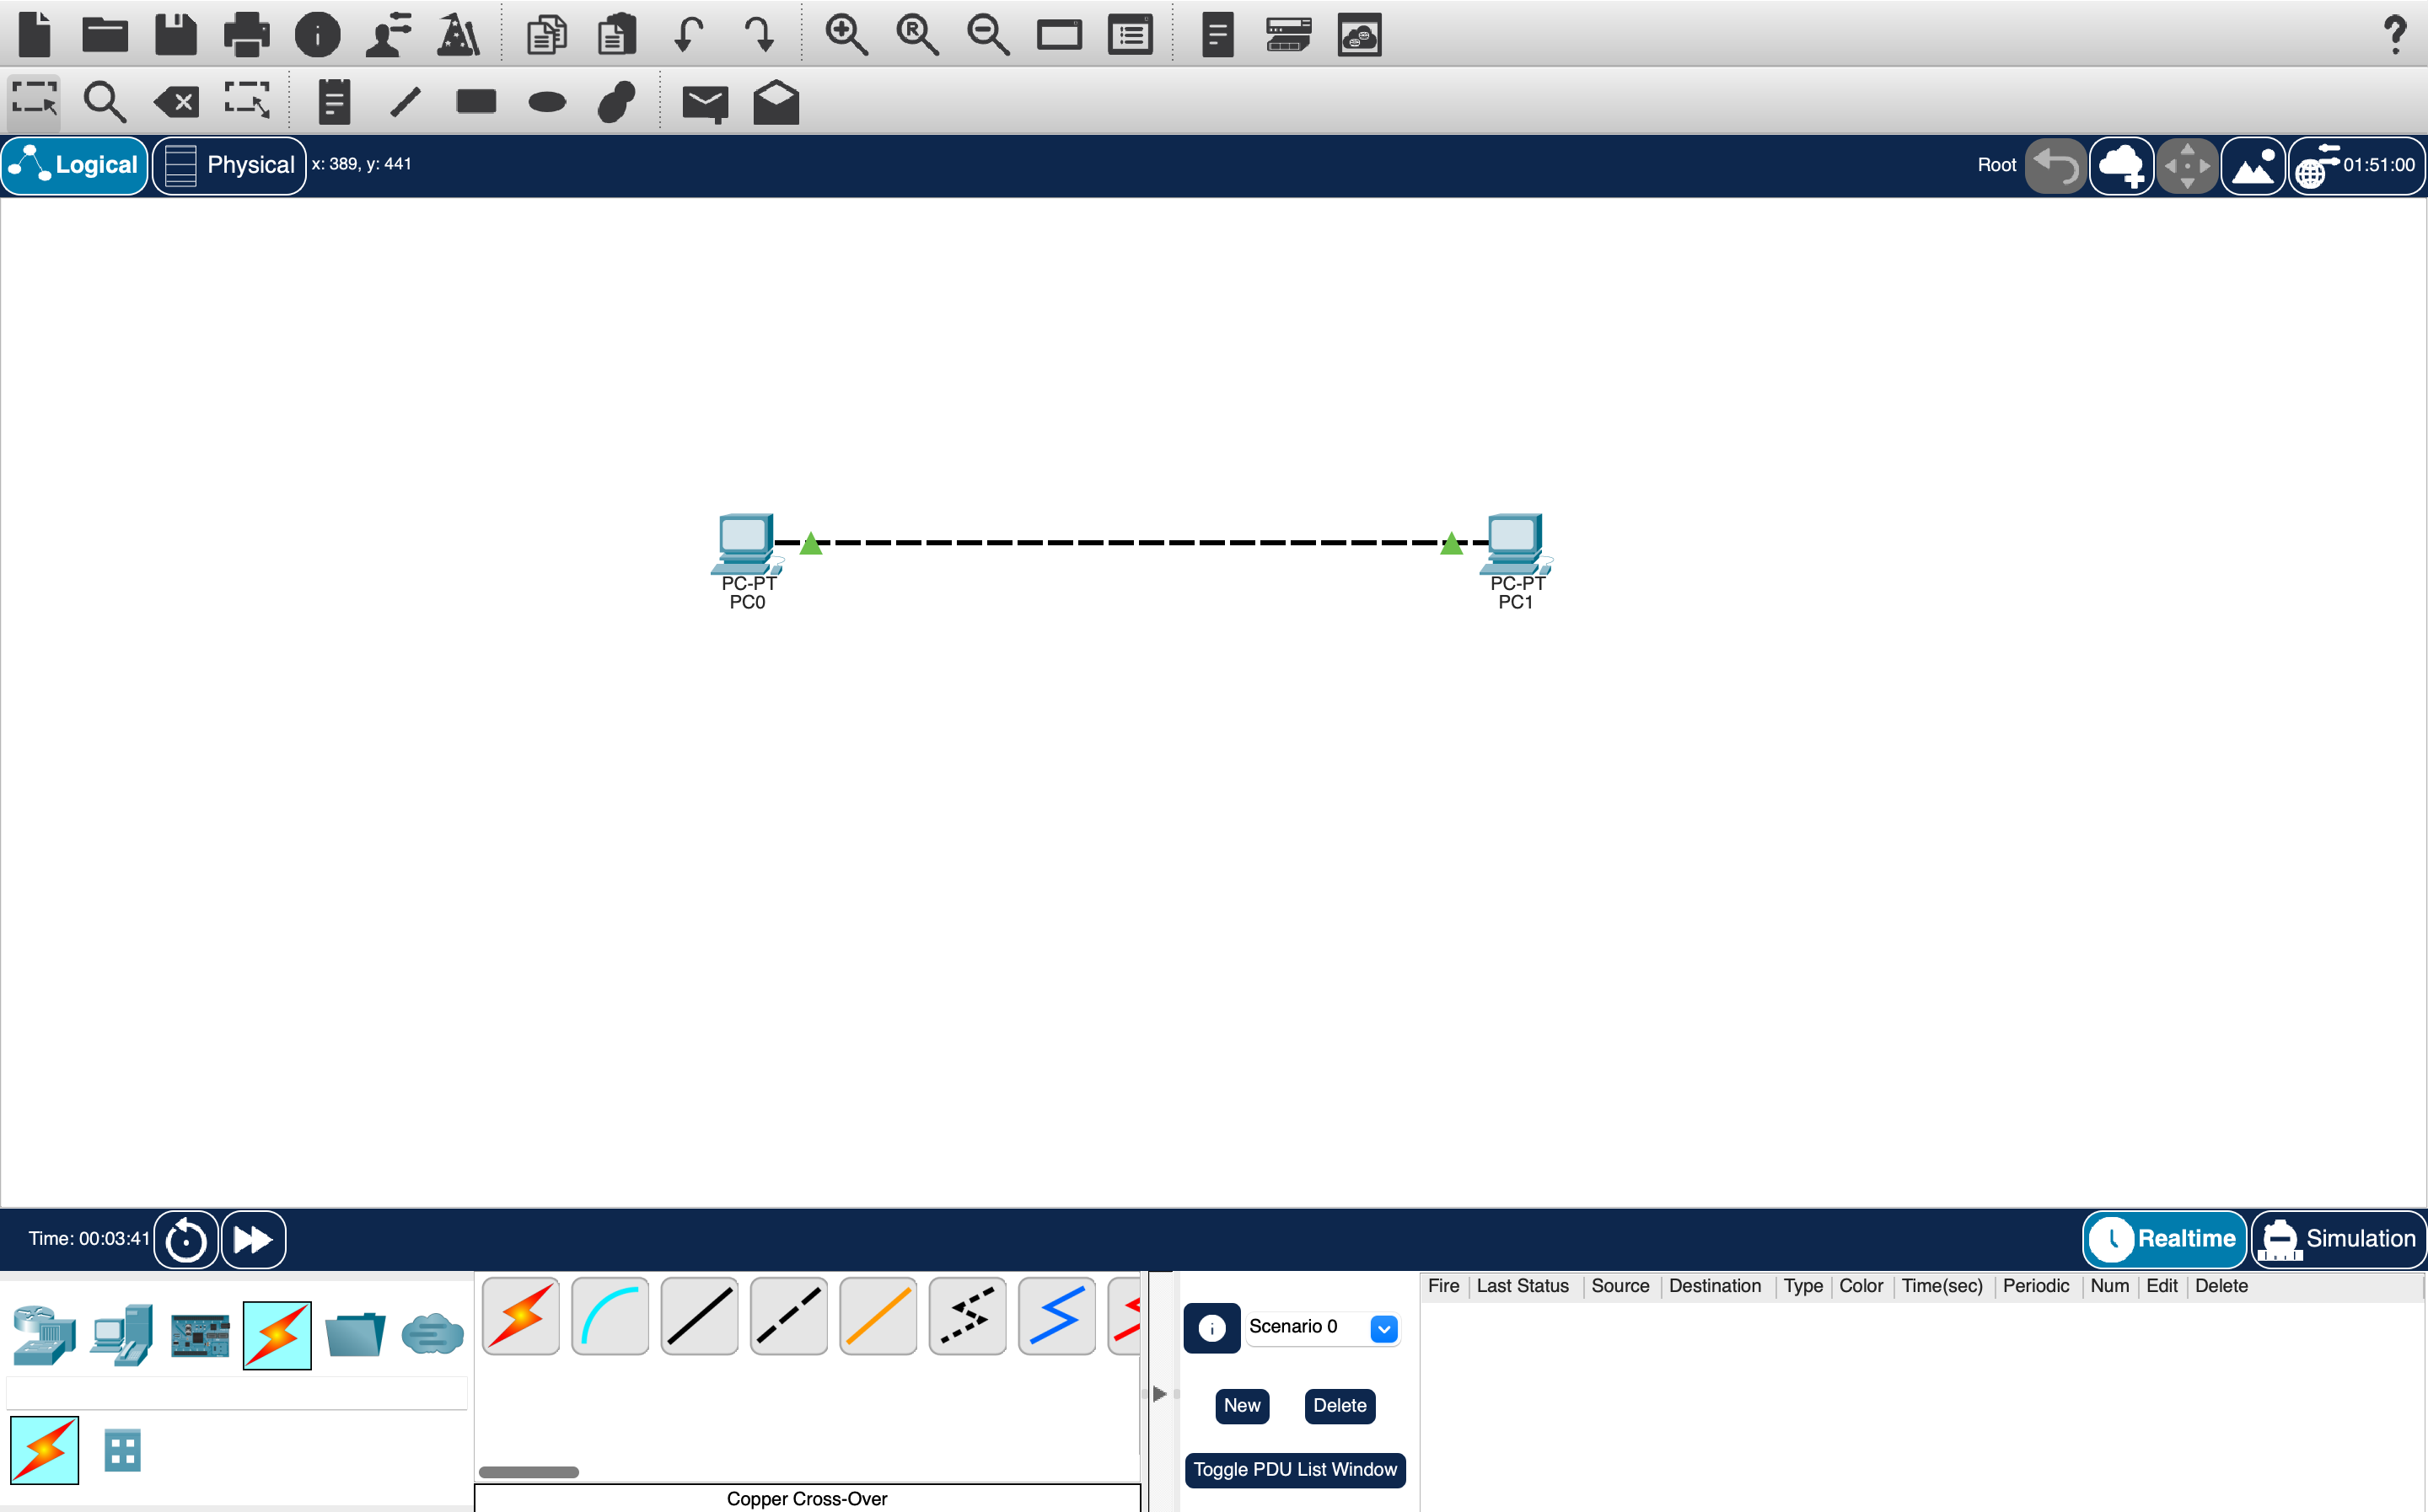 Logical
Physical
x: 389, y: 441
Root
01:51:00
PC-PT
PC0
PC-PT
PC1
Time: 00:03:41
Realtime
Simulation
Fire Last Status Source Destination Type Color Time(sec) Periodic Num Edit Delete
Scenario 0
New
Delete
Toggle PDU List Window
Copper Cross-Over